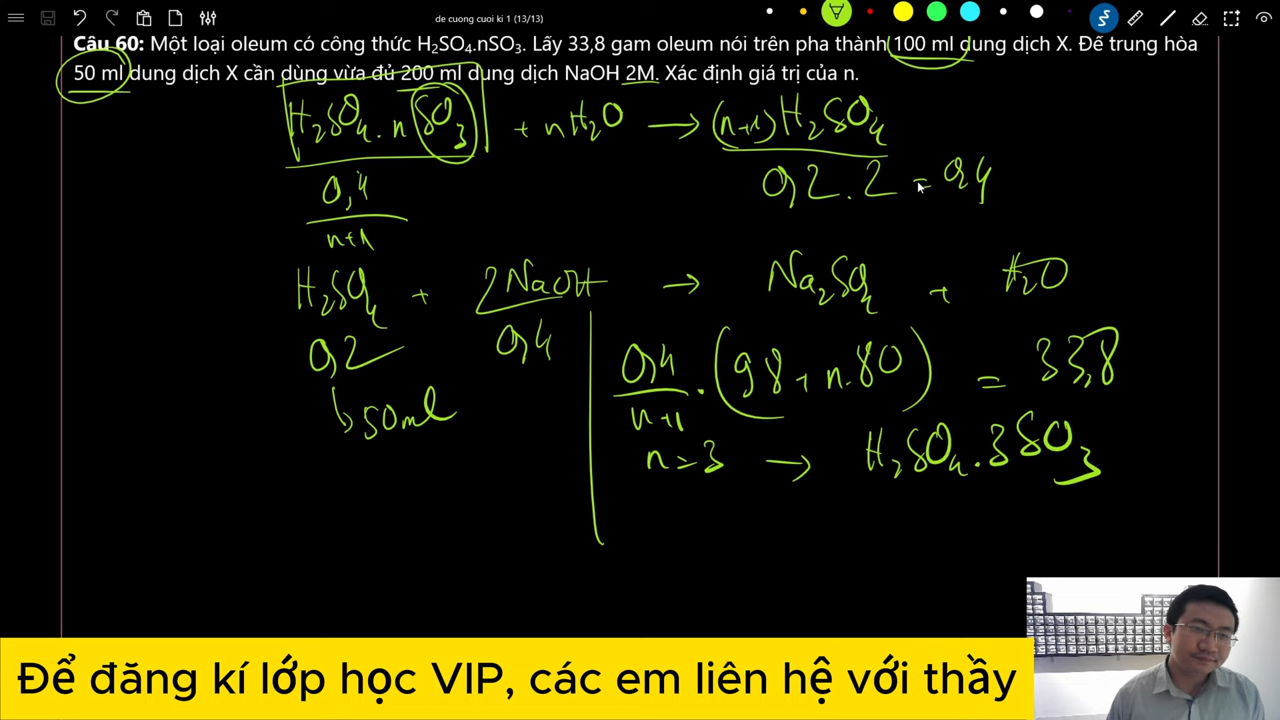 de cuong cuoi ki 1 (13/13)
Câu 60: Một loại oleum có công thức H₂SO₄.nSO₃. Lấy 33,8 gam oleum nói trên pha thành 100 ml dung dịch X. Để trung hòa
50 ml dung dịch X cần dùng vừa đủ 200 ml dung dịch NaOH 2M. Xác định giá trị của n.
H₂SO₄.nSO₃ + nH₂O → (n+1)H₂SO₄
0,4/(n+1) 0,2.2 = 0,4
H₂SO₄ + 2NaOH → Na₂SO₄ + H₂O
0,2 0,4
50ml
0,4/(n+1) . (98 + n.80) = 33,8
n = 3 → H₂SO₄.3SO₃
Để đăng kí lớp học VIP, các em liên hệ với thầy